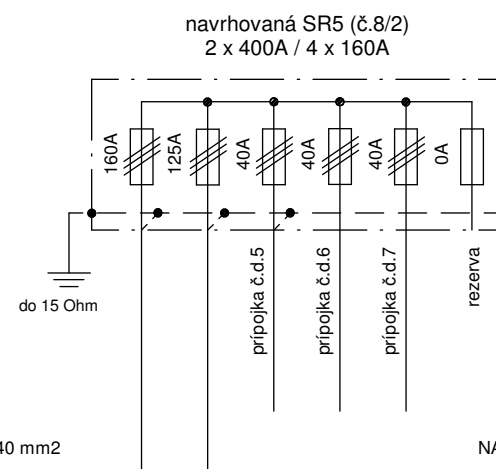 navrhovaná SR5 (č.8/2)
2 x 400A / 4 x 160A
160A
125A
40A
40A
40A
0A
do 15 Ohm
prípojka č.d.5
prípojka č.d.6
prípojka č.d.7
rezerva
40 mm2
NA